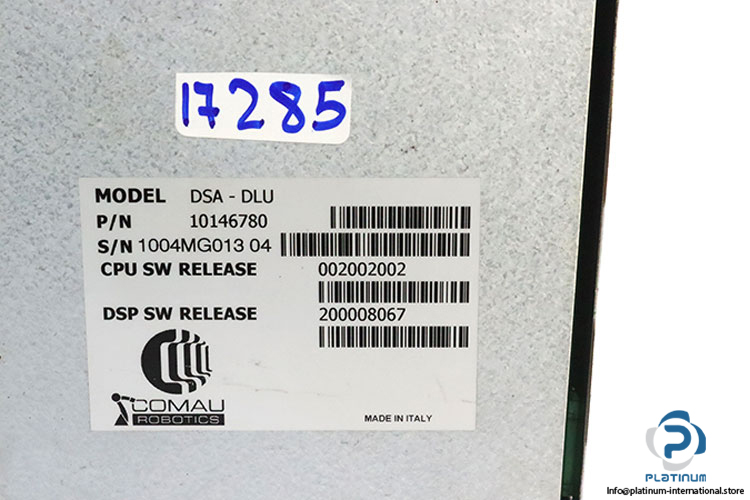 17285
MODEL DSA - DLU
P/N 10146780
S/N 1004MG013 04
CPU SW RELEASE 002002002
DSP SW RELEASE 200008067
COMAU
ROBOTICS
MADE IN ITALY
PLATINUM
Info@platinum-international.store